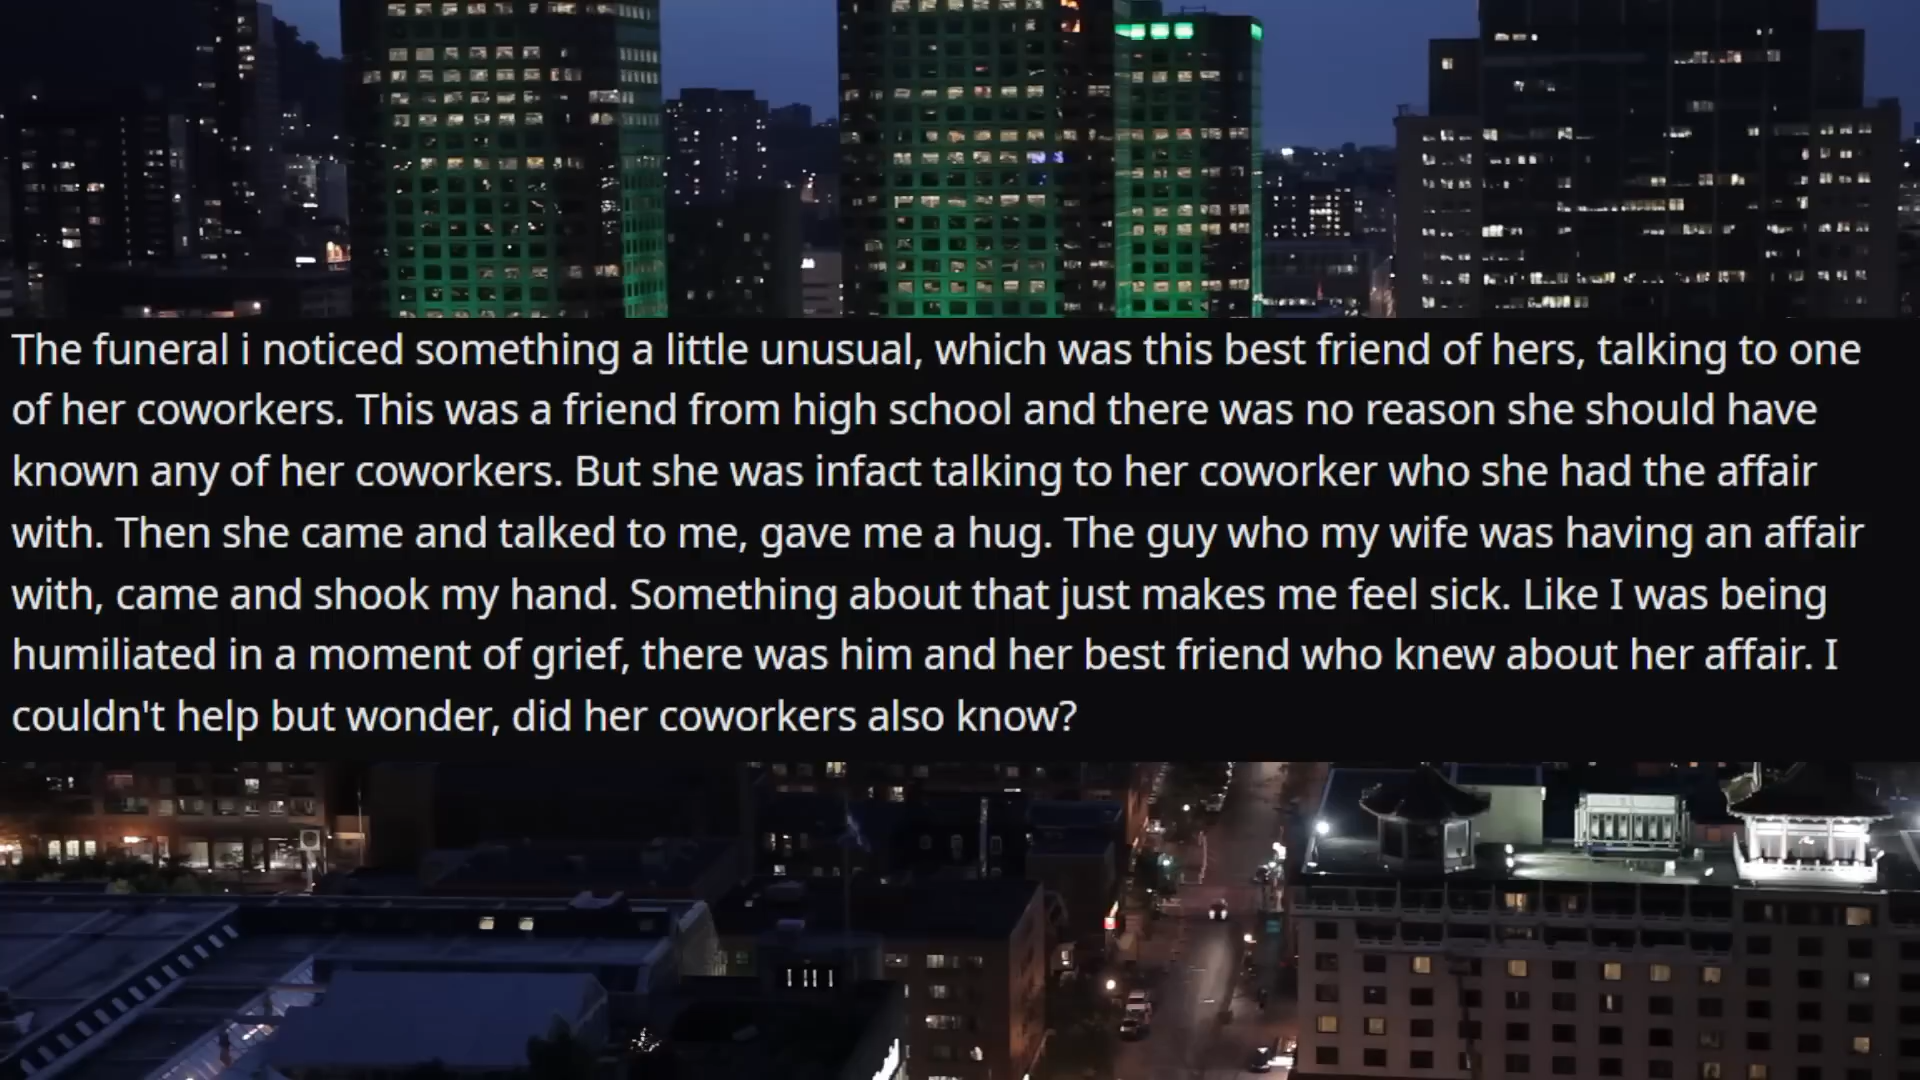 The funeral i noticed something a little unusual, which was this best friend of hers, talking to one
of her coworkers. This was a friend from high school and there was no reason she should have
known any of her coworkers. But she was infact talking to her coworker who she had the affair
with. Then she came and talked to me, gave me a hug. The guy who my wife was having an affair
with, came and shook my hand. Something about that just makes me feel sick. Like I was being
humiliated in a moment of grief, there was him and her best friend who knew about her affair. I
couldn't help but wonder, did her coworkers also know?